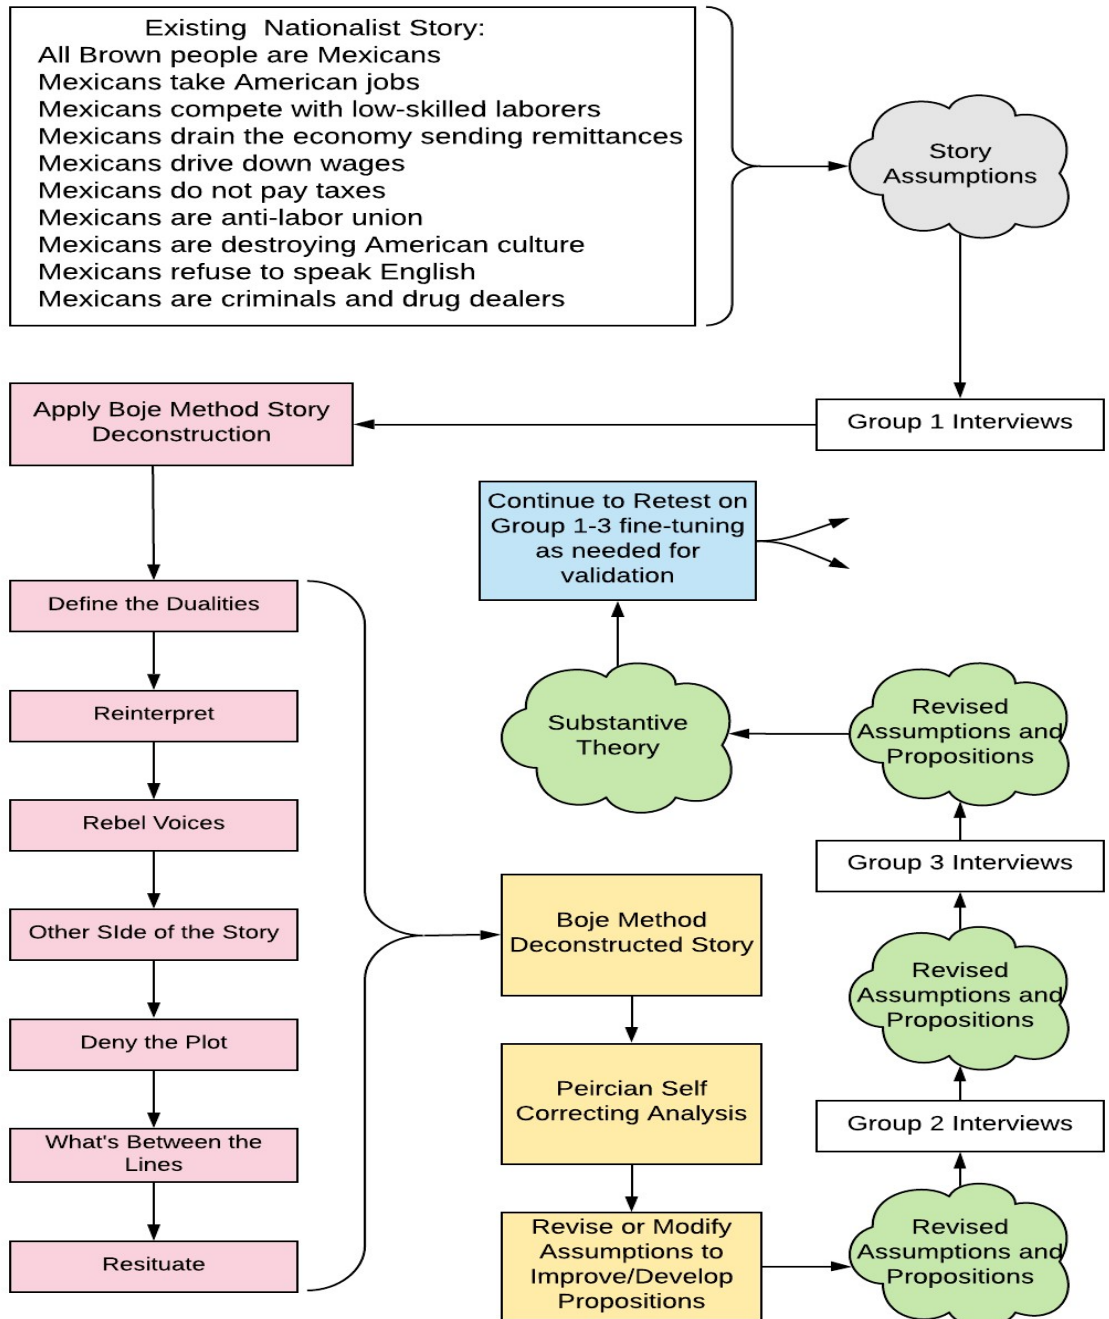 Existing Nationalist Story:
All Brown people are Mexicans
Mexicans take American jobs
Mexicans compete with low-skilled laborers
Mexicans drain the economy sending remittances
Mexicans drive down wages
Mexicans do not pay taxes
Mexicans are anti-labor union
Mexicans are destroying American culture
Mexicans refuse to speak English
Mexicans are criminals and drug dealers
Story
Assumptions
Group 1 Interviews
Apply Boje Method Story
Deconstruction
Define the Dualities
Reinterpret
Rebel Voices
Other SIde of the Story
Deny the Plot
What's Between the
Lines
Resituate
Boje Method
Deconstructed Story
Peircian Self
Correcting Analysis
Revise or Modify
Assumptions to
Improve/Develop
Propositions
Revised
Assumptions and
Propositions
Group 2 Interviews
Revised
Assumptions and
Propositions
Group 3 Interviews
Revised
Assumptions and
Propositions
Substantive
Theory
Continue to Retest on
Group 1-3 fine-tuning
as needed for
validation